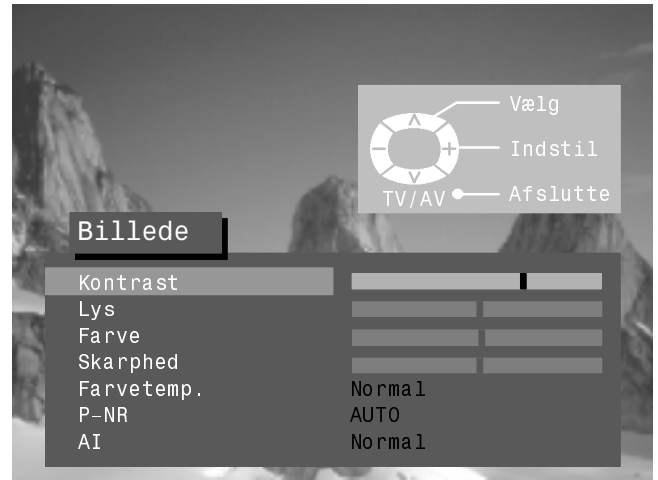 Vælg
Indstil
TV/AV Afslutte
Billede
Kontrast
Lys
Farve
Skarphed
Farvetemp. Normal
P-NR AUTO
AI Normal